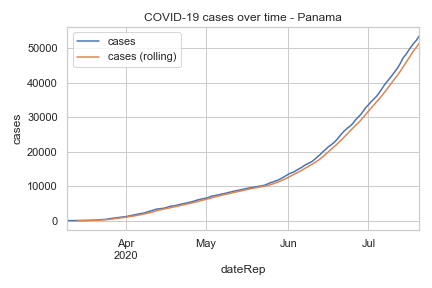 COVID-19 cases over time - Panama
cases
cases (rolling)
50000
40000
30000
20000
10000
0
cases
Apr
2020
May
Jun
Jul
dateRep